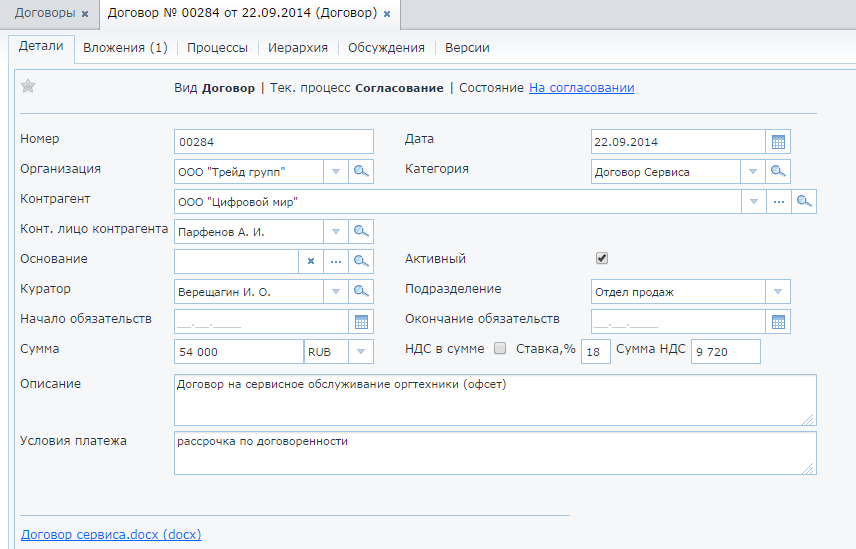 Договоры × Договор № 00284 от 22.09.2014 (Договор) ×
Детали Вложения (1) Процессы Иерархия Обсуждения Версии
Вид Договор | Тек. процесс Согласование | Состояние На согласовании
Номер 00284 Дата 22.09.2014
Организация ООО "Трейд групп" Категория Договор Сервиса
Контрагент ООО "Цифровой мир"
Конт. лицо контрагента Парфенов А. И.
Основание Активный
Куратор Верещагин И. О. Подразделение Отдел продаж
Начало обязательств __.__.____ Окончание обязательств __.__.____
Сумма 54 000 RUB НДС в сумме Ставка,% 18 Сумма НДС 9 720
Описание Договор на сервисное обслуживание оргтехники (офсет)
Условия платежа рассрочка по договоренности
Договор сервиса.docx (docx)